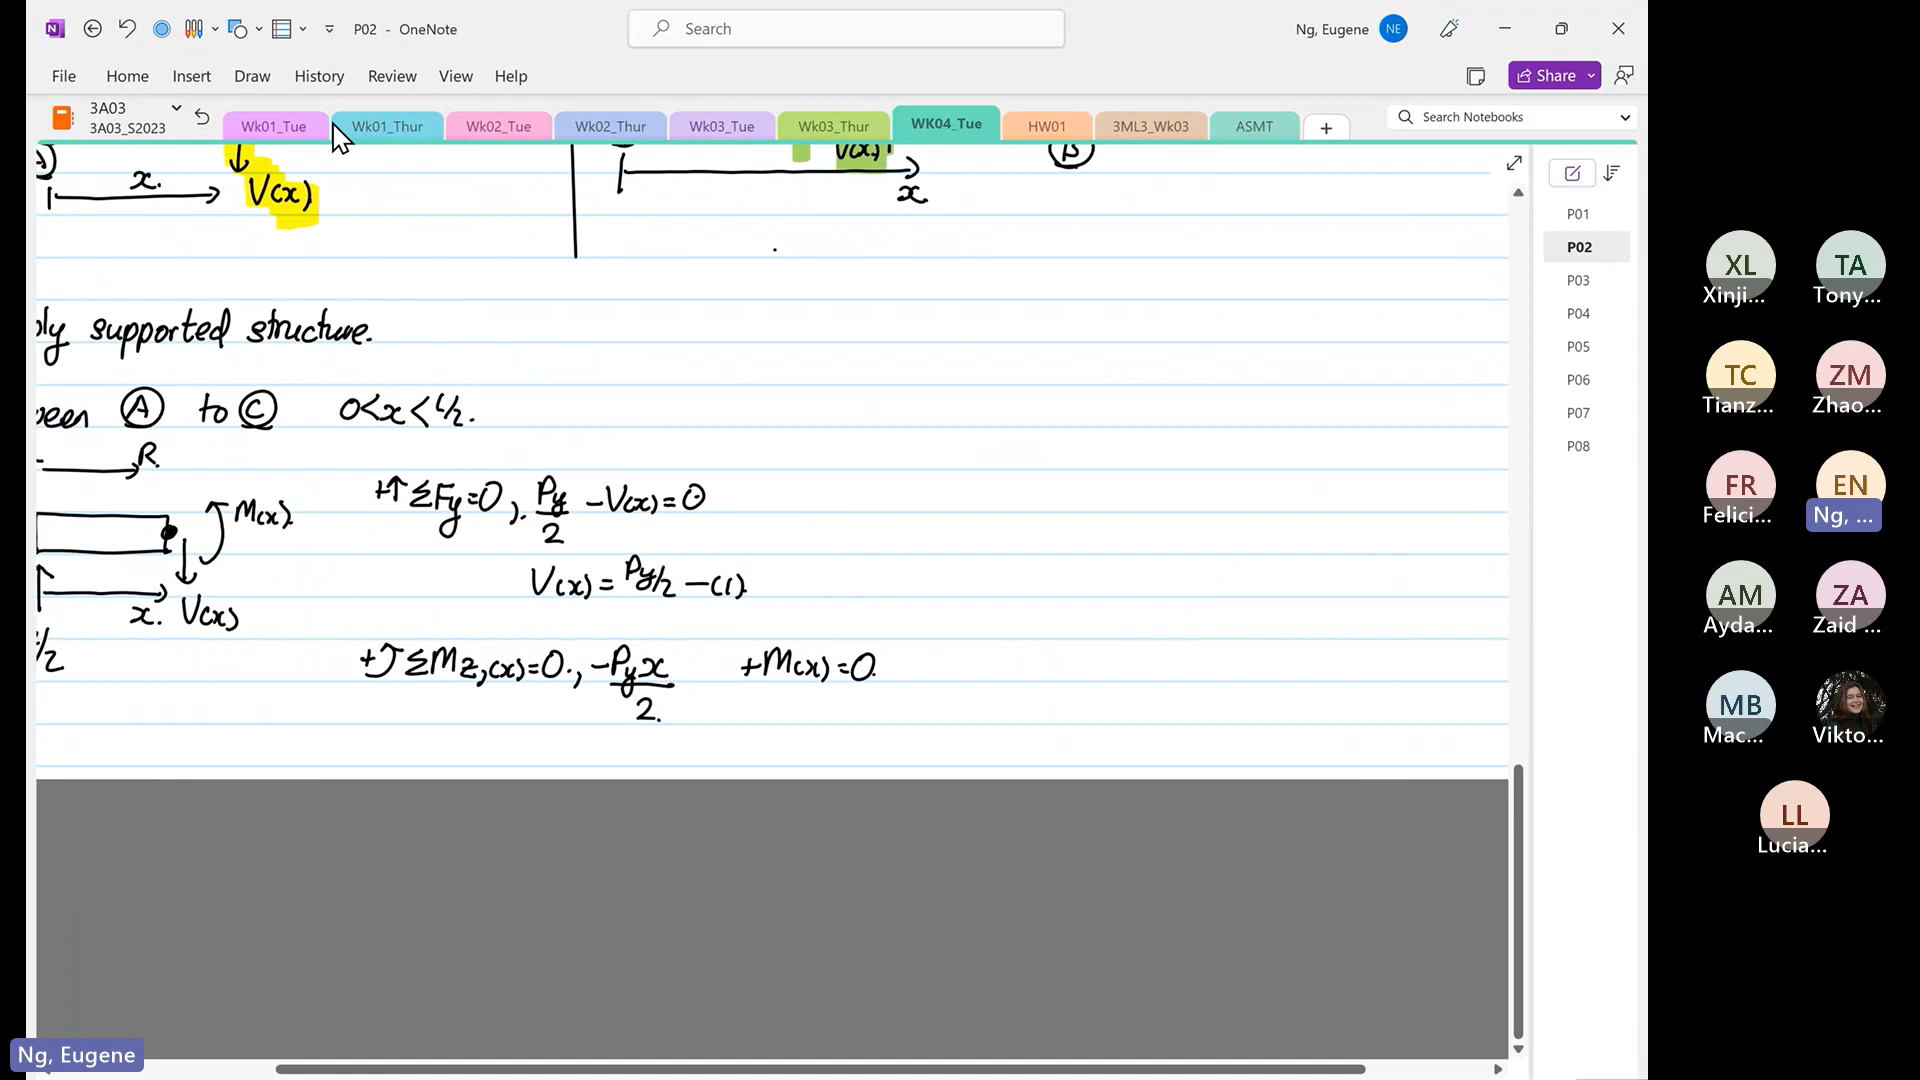 P02 - OneNote
Search
Ng, Eugene
NE
File Home Insert Draw History Review View Help
Share
3A03
3A03_S2023
Wk01_Tue Wk01_Thur Wk02_Tue Wk02_Thur Wk03_Tue Wk03_Thur WK04_Tue HW01 3ML3_Wk03 ASMT +
Search Notebooks
x.
V(x)
V(x)
x
B
ply supported structure.
ween A to C 0<x<L/2.
R.
M(x).
x. V(x)
/2
+↑ΣFy=0, Py/2 -V(x)=0
V(x)=Py/2 -(1).
+↺ΣMz,(x)=0., -Pyx/2. +M(x)=0.
P01
P02
P03
P04
P05
P06
P07
P08
XL
Xinji...
TA
Tony...
TC
Tianz...
ZM
Zhao...
FR
Felici...
EN
Ng, ...
AM
Ayda...
ZA
Zaid ...
MB
Mac...
Vikto...
LL
Lucia...
Ng, Eugene